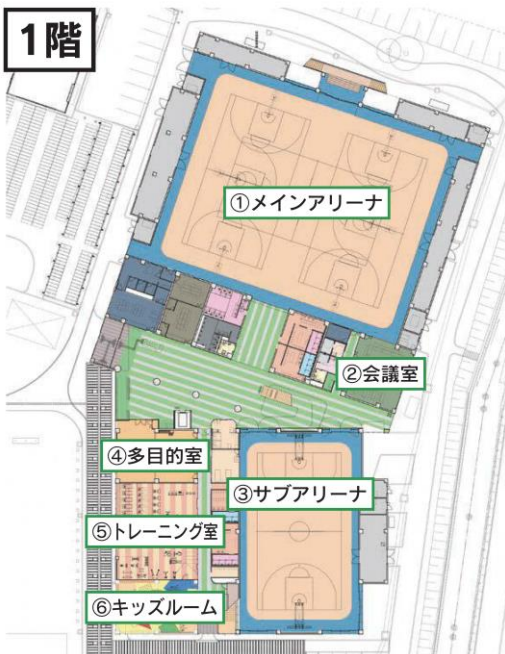 1階
①メインアリーナ
②会議室
③サブアリーナ
④多目的室
⑤トレーニング室
⑥キッズルーム